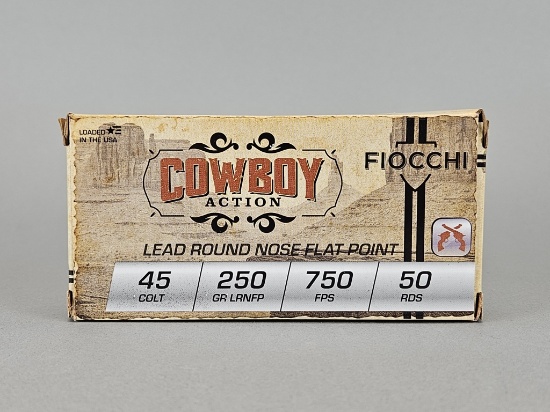 LOADED
IN THE USA
COWBOY
ACTION
FIOCCHI
LEAD ROUND NOSE FLAT POINT
45 250 750 50
COLT GR LRNFP FPS RDS